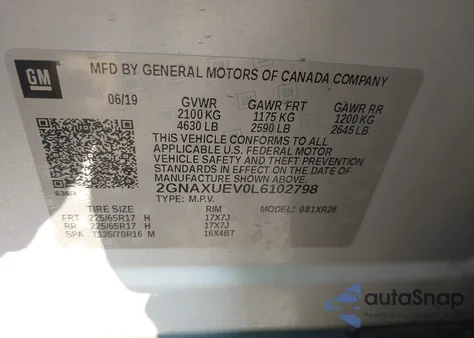 GM
MFD BY GENERAL MOTORS OF CANADA COMPANY
06/19 GVWR GAWR FRT GAWR RR
2100 KG 1175 KG 1200 KG
4630 LB 2590 LB 2645 LB
THIS VEHICLE CONFORMS TO ALL
APPLICABLE U.S. FEDERAL MOTOR
VEHICLE SAFETY AND THEFT PREVENTION
STANDARDS IN EFFECT ON THE DATE OF
MANUFACTURE SHOWN ABOVE.
2GNAXUEV0L6102798
TYPE: M.P.V. MODEL: 081XR26
TIRE SIZE RIM
FRT 225/65R17 H 17X7J
RR 225/65R17 H 17X7J
SPA T135/70R16 M 16X4BT
autoSnap